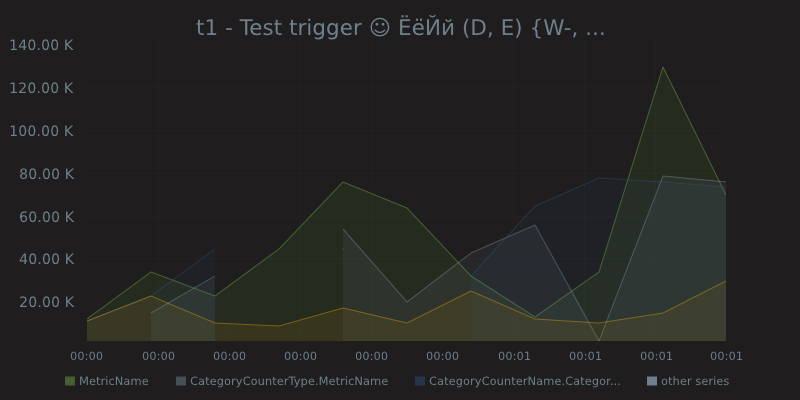 t1 - Test trigger ☺ ЁёЙй (D, E) {W-, ...
140.00 K
120.00 K
100.00 K
80.00 K
60.00 K
40.00 K
20.00 K
00:00 00:00 00:00 00:00 00:00 00:00 00:01 00:01 00:01 00:01
MetricName CategoryCounterType.MetricName CategoryCounterName.Categor... other series